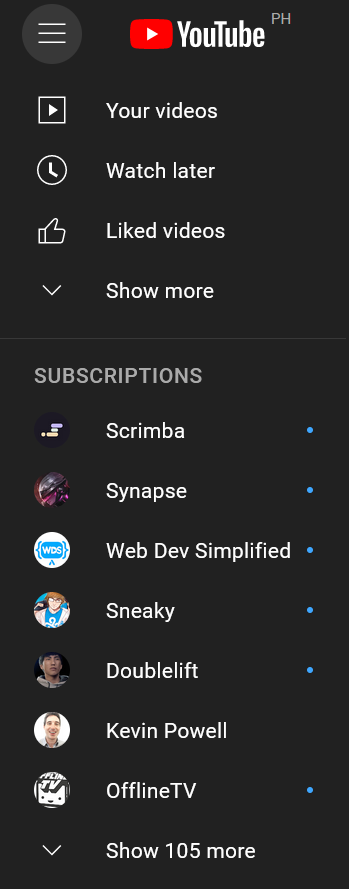 YouTube PH
Your videos
Watch later
Liked videos
Show more
SUBSCRIPTIONS
Scrimba
Synapse
WDS Web Dev Simplified
Sneaky
Doublelift
Kevin Powell
OfflineTV
Show 105 more